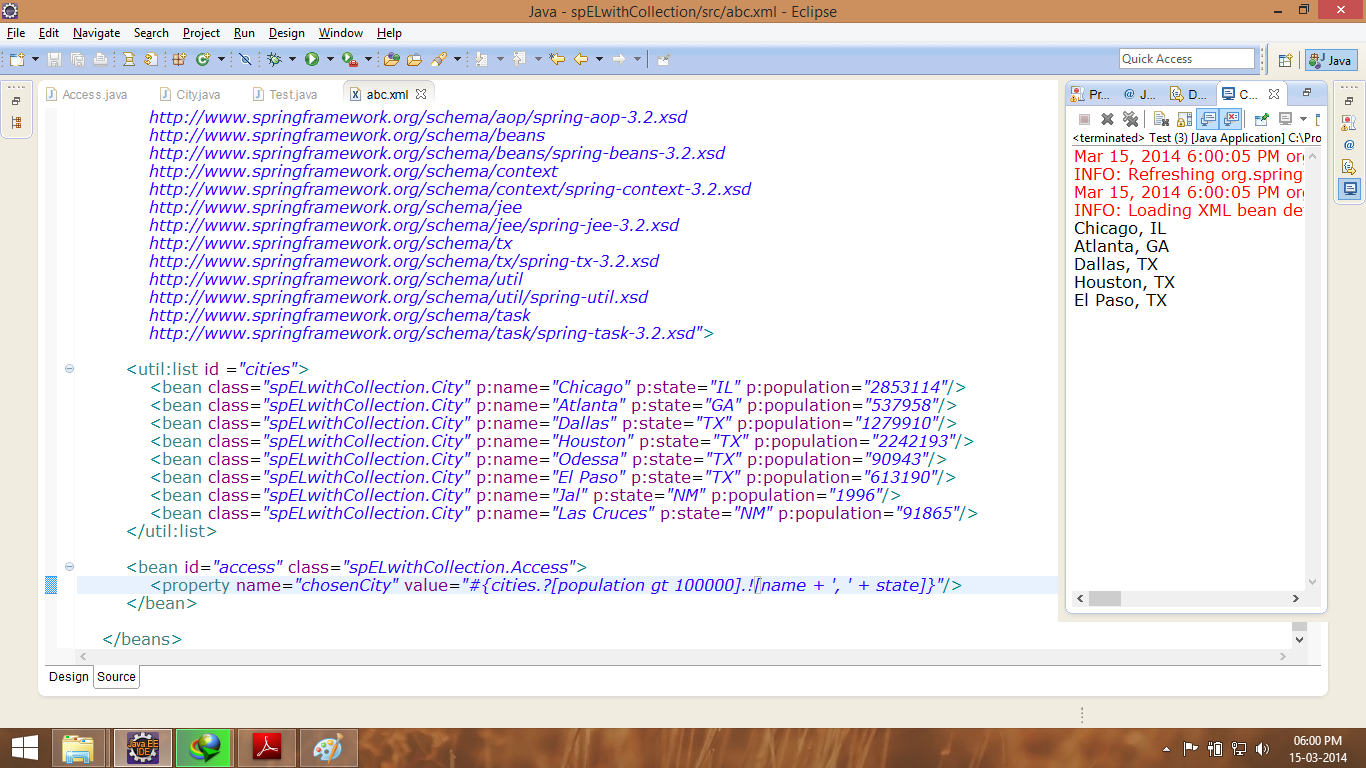 Java - spELwithCollection/src/abc.xml - Eclipse
File Edit Navigate Search Project Run Design Window Help
Quick Access
Java
Access.java City.java Test.java abc.xml
http://www.springframework.org/schema/aop/spring-aop-3.2.xsd
http://www.springframework.org/schema/beans
http://www.springframework.org/schema/beans/spring-beans-3.2.xsd
http://www.springframework.org/schema/context
http://www.springframework.org/schema/context/spring-context-3.2.xsd
http://www.springframework.org/schema/jee
http://www.springframework.org/schema/jee/spring-jee-3.2.xsd
http://www.springframework.org/schema/tx
http://www.springframework.org/schema/tx/spring-tx-3.2.xsd
http://www.springframework.org/schema/util
http://www.springframework.org/schema/util/spring-util.xsd
http://www.springframework.org/schema/task
http://www.springframework.org/schema/task/spring-task-3.2.xsd">
<util:list id ="cities">
<bean class="spELwithCollection.City" p:name="Chicago" p:state="IL" p:population="2853114"/>
<bean class="spELwithCollection.City" p:name="Atlanta" p:state="GA" p:population="537958"/>
<bean class="spELwithCollection.City" p:name="Dallas" p:state="TX" p:population="1279910"/>
<bean class="spELwithCollection.City" p:name="Houston" p:state="TX" p:population="2242193"/>
<bean class="spELwithCollection.City" p:name="Odessa" p:state="TX" p:population="90943"/>
<bean class="spELwithCollection.City" p:name="El Paso" p:state="TX" p:population="613190"/>
<bean class="spELwithCollection.City" p:name="Jal" p:state="NM" p:population="1996"/>
<bean class="spELwithCollection.City" p:name="Las Cruces" p:state="NM" p:population="91865"/>
</util:list>
<bean id="access" class="spELwithCollection.Access">
<property name="chosenCity" value="#{cities.?[population gt 100000].![name + ', ' + state]}"/>
</bean>
</beans>
Design Source
Pr... J... D... C...
<terminated> Test (3) [Java Application] C:\Pro
Mar 15, 2014 6:00:05 PM org
INFO: Refreshing org.spring
Mar 15, 2014 6:00:05 PM org
INFO: Loading XML bean de
Chicago, IL
Atlanta, GA
Dallas, TX
Houston, TX
El Paso, TX
Java EE
IDE
06:00 PM
15-03-2014